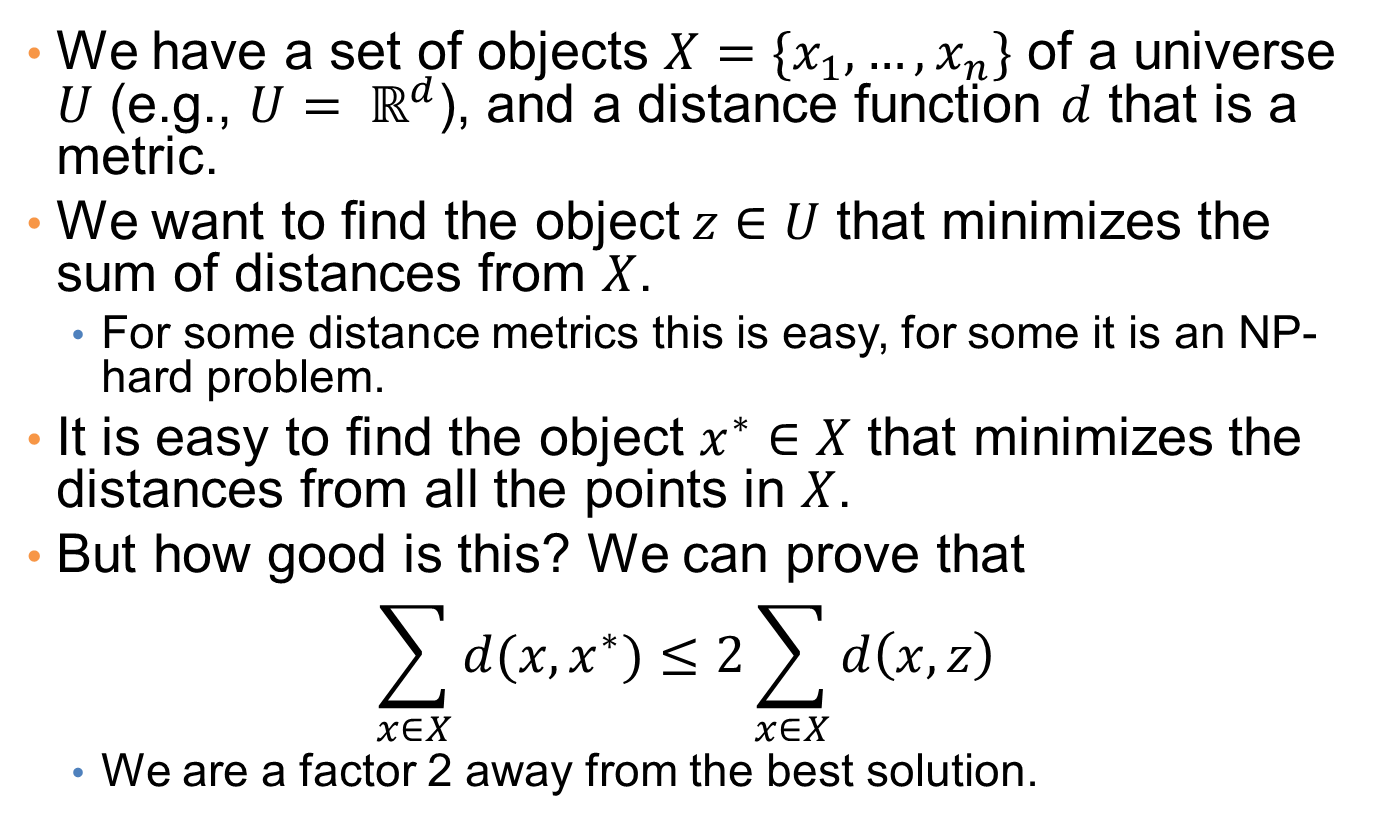 • We have a set of objects 𝑋 = {𝑥₁, … , 𝑥ₙ} of a universe
𝑈 (e.g., 𝑈 = ℝᵈ), and a distance function 𝑑 that is a
metric.
• We want to find the object 𝑧 ∈ 𝑈 that minimizes the
sum of distances from 𝑋.
• For some distance metrics this is easy, for some it is an NP-
hard problem.
• It is easy to find the object 𝑥* ∈ 𝑋 that minimizes the
distances from all the points in 𝑋.
• But how good is this? We can prove that
∑_{𝑥∈𝑋} 𝑑(𝑥, 𝑥*) ≤ 2 ∑_{𝑥∈𝑋} 𝑑(𝑥, 𝑧)
• We are a factor 2 away from the best solution.